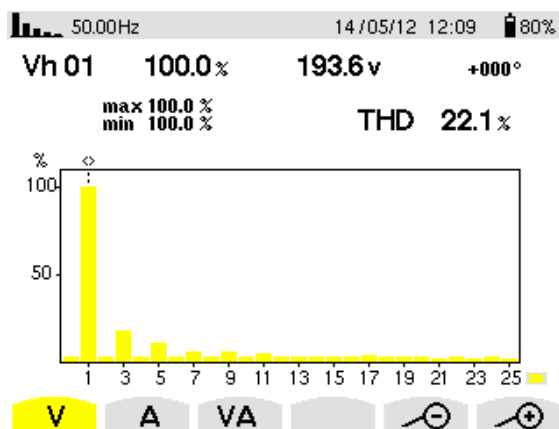 50.00Hz 14/05/12 12:09 80%
Vh 01 100.0 % 193.6 v +000°
max 100.0 %
min 100.0 %
THD 22.1 %
%
100
50
1 3 5 7 9 11 13 15 17 19 21 23 25
V A VA